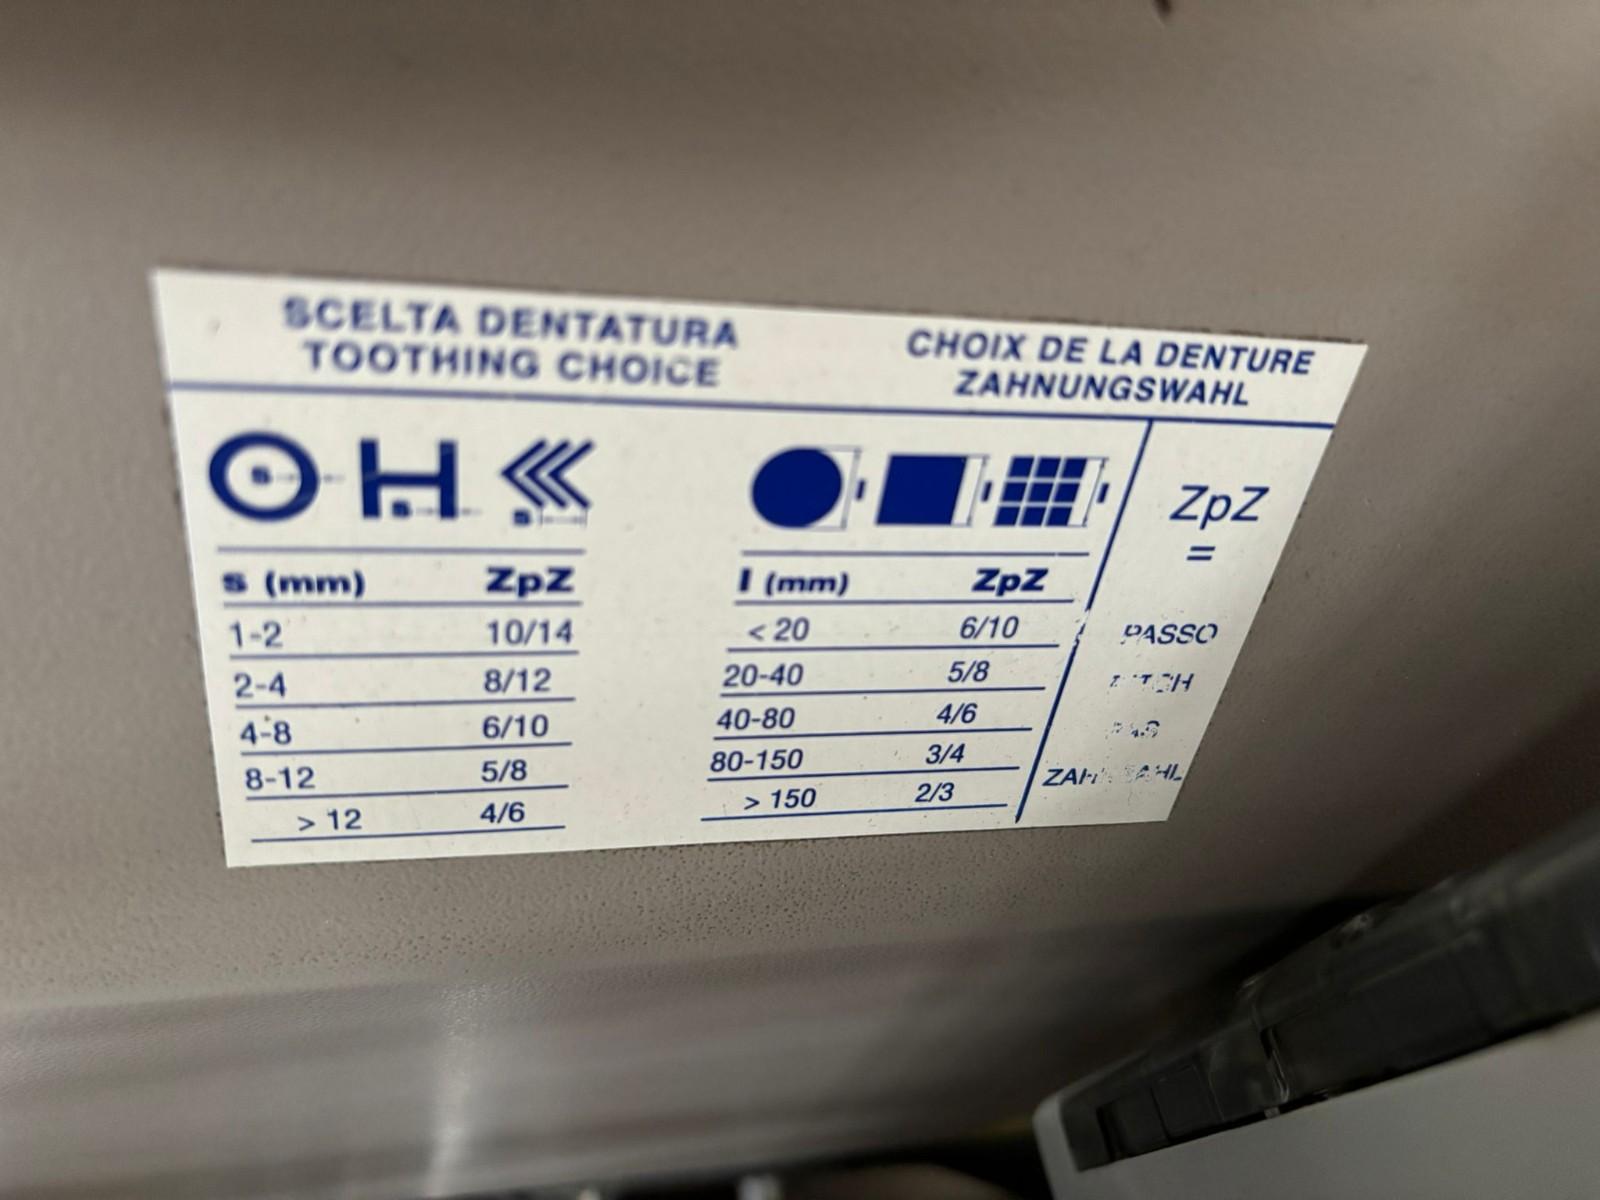 SCELTA DENTATURA
TOOTHING CHOICE
CHOIX DE LA DENTURE
ZAHNUNGSWAHL
s s s
s (mm) ZpZ
1-2 10/14
2-4 8/12
4-8 6/10
8-12 5/8
> 12 4/6
l l l
l (mm) ZpZ
< 20 6/10
20-40 5/8
40-80 4/6
80-150 3/4
> 150 2/3
ZpZ
=
PASSO